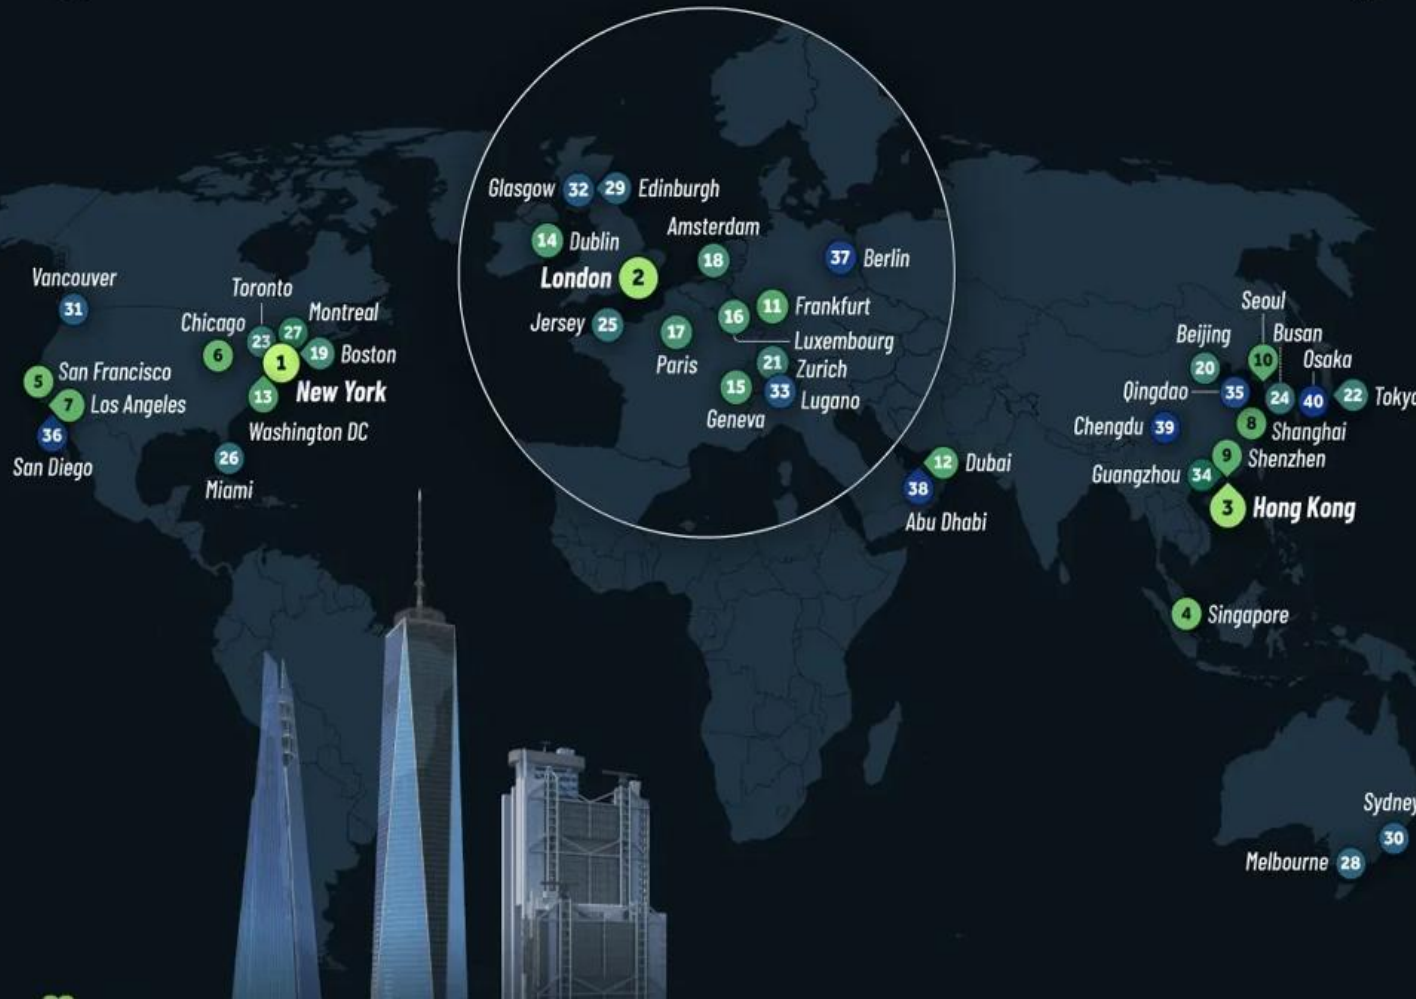 Glasgow 32 29 Edinburgh
Amsterdam
14 Dublin
18
37 Berlin
London 2
Vancouver
31
Toronto
Montreal
Chicago 23 27
6 1 19 Boston
New York
5 San Francisco
7 Los Angeles
13
Washington DC
36
San Diego
26
Miami
Jersey 25
17
Paris
16 11 Frankfurt
Luxembourg
21 Zurich
15 33 Lugano
Geneva
12 Dubai
38
Abu Dhabi
Seoul
Beijing 10 Busan
20 Osaka
Qingdao 35 24 40 22 Tokyo
Chengdu 39 8 Shanghai
9 Shenzhen
Guangzhou 34
3 Hong Kong
4 Singapore
Sydney
30
Melbourne 28